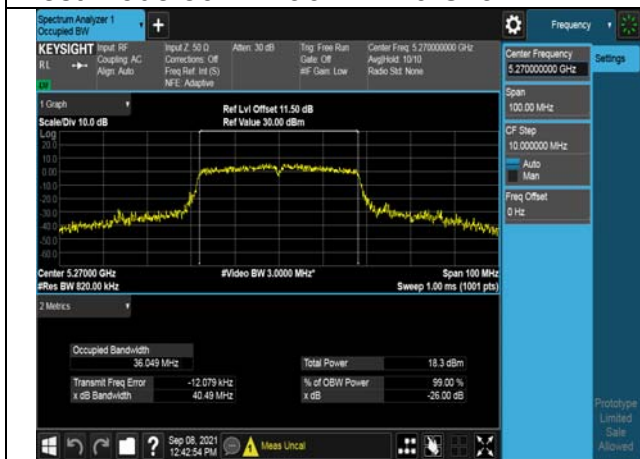 Spectrum Analyzer 1
Occupied BW
Frequency
KEYSIGHT Input: RF
RL
Coupling: AC
Align: Auto
Input Z: 50 Ω
Corrections: Off
Freq Ref: Int (S)
NFE: Adaptive
Atten: 30 dB
Trig: Free Run
Gate: Off
#IF Gain: Low
Center Freq: 5.270000000 GHz
Avg|Hold: 10/10
Radio Std: None
Center Frequency
5.270000000 GHz
Settings
Span
100.00 MHz
CF Step
10.000000 MHz
Auto
Man
Freq Offset
0 Hz
1 Graph
Scale/Div 10.0 dB
Ref Lvl Offset 11.50 dB
Ref Value 30.00 dBm
Log
20.0
10.0
0.00
-10.0
-20.0
-30.0
-40.0
-50.0
-60.0
Center 5.27000 GHz
#Res BW 820.00 kHz
#Video BW 3.0000 MHz*
Span 100 MHz
Sweep 1.00 ms (1001 pts)
2 Metrics
Occupied Bandwidth
36.049 MHz
Total Power 18.3 dBm
Transmit Freq Error -12.079 kHz
% of OBW Power 99.00 %
x dB Bandwidth 40.49 MHz
x dB -26.00 dB
Prototype
Limited
Sale
Allowed
Sep 08, 2021
12:42:54 PM
Meas Uncal